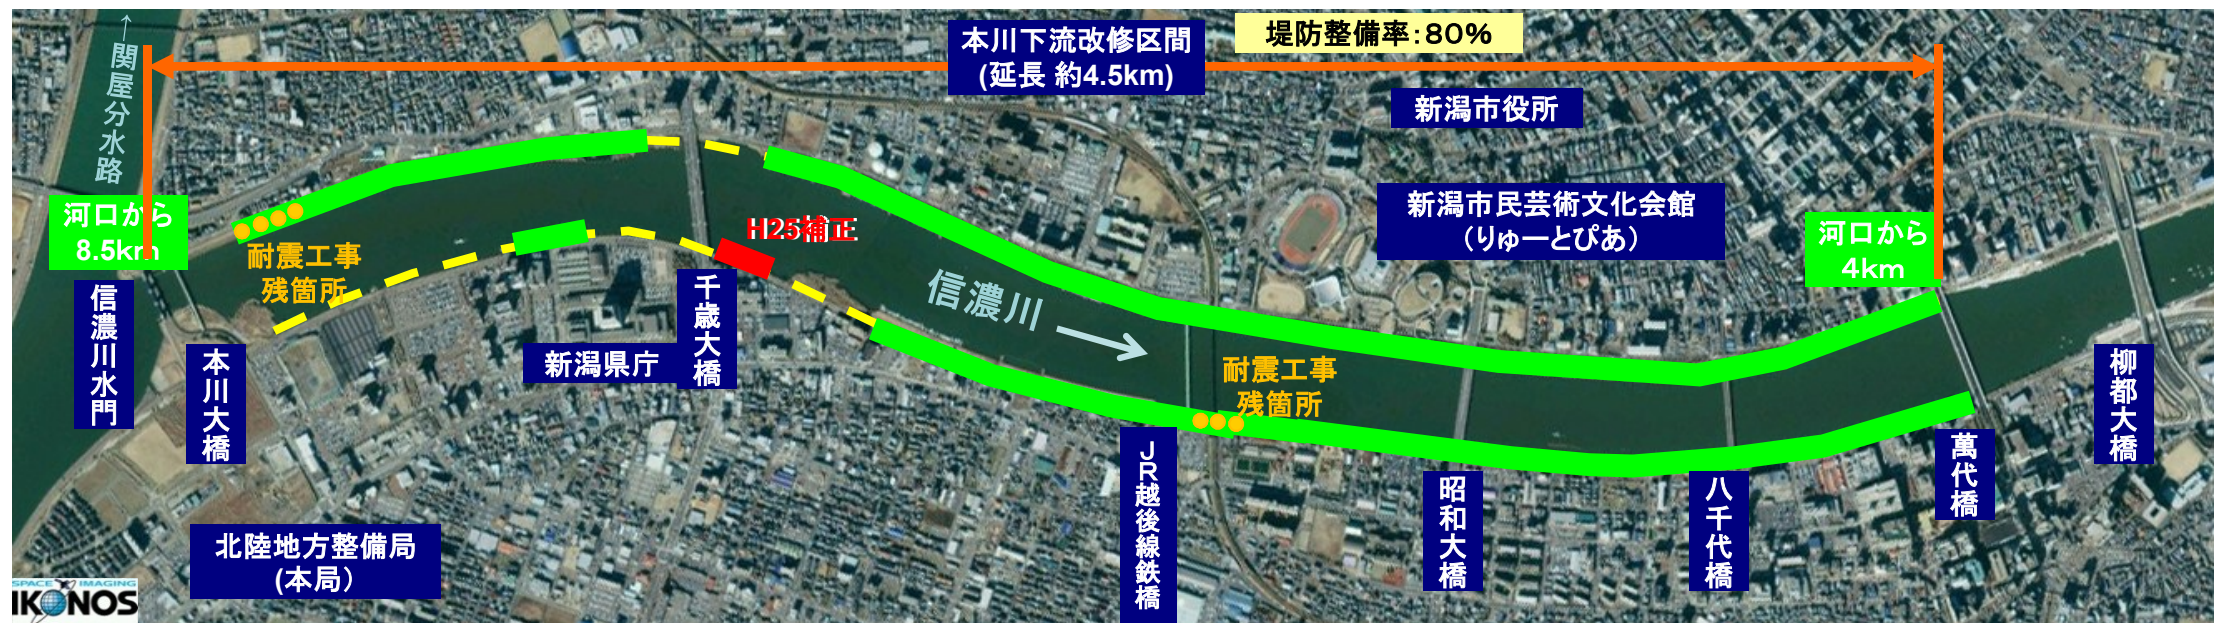 →関屋分水路
本川下流改修区間
(延長 約4.5km)
堤防整備率：80%
新潟市役所
河口から
8.5km
新潟市民芸術文化会館
（りゅーとぴあ）
河口から
4km
H25補正
耐震工事
残箇所
信濃川
→
信濃川水門
本川大橋
新潟県庁
千歳大橋
耐震工事
残箇所
JR越後線鉄橋
昭和大橋
八千代橋
萬代橋
柳都大橋
北陸地方整備局
(本局）
SPACE IMAGING
IKONOS